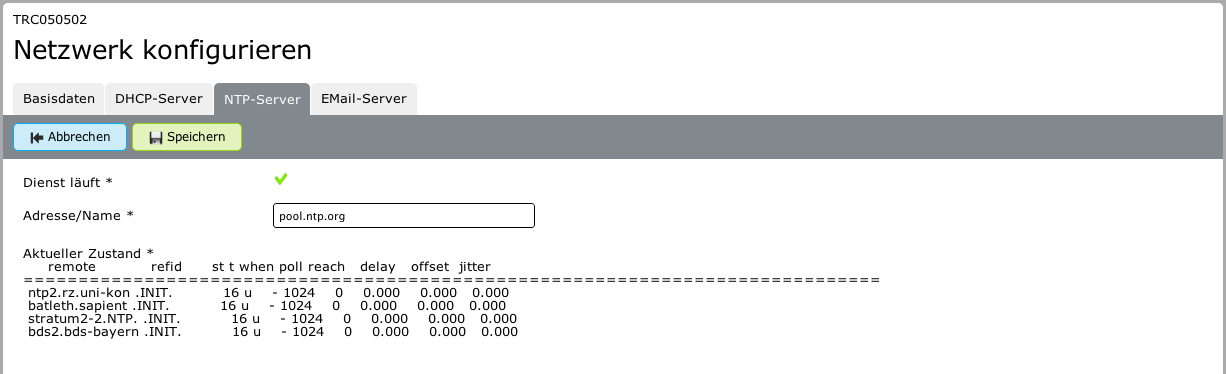 TRC050502
Netzwerk konfigurieren
Basisdaten DHCP-Server NTP-Server EMail-Server
Abbrechen Speichern
Dienst läuft *
Adresse/Name * pool.ntp.org
Aktueller Zustand *
remote refid st t when poll reach delay offset jitter
==============================================================================
ntp2.rz.uni-kon .INIT. 16 u - 1024 0 0.000 0.000 0.000
batleth.sapient .INIT. 16 u - 1024 0 0.000 0.000 0.000
stratum2-2.NTP. .INIT. 16 u - 1024 0 0.000 0.000 0.000
bds2.bds-bayern .INIT. 16 u - 1024 0 0.000 0.000 0.000